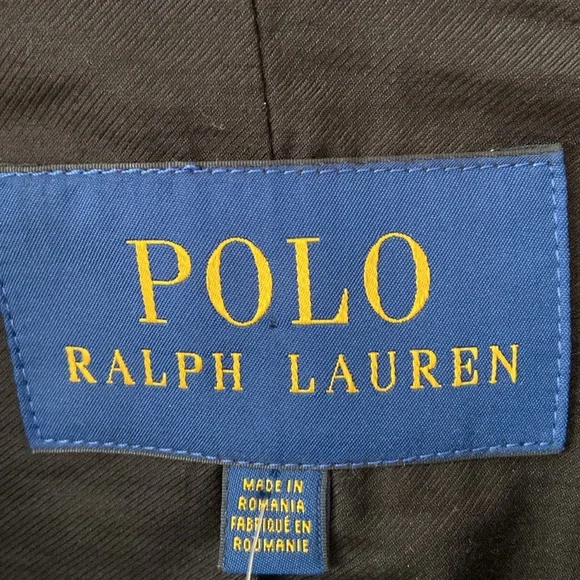 POLO
RALPH LAUREN
MADE IN
ROMANIA
FABRIQUÉ EN
ROUMANIE